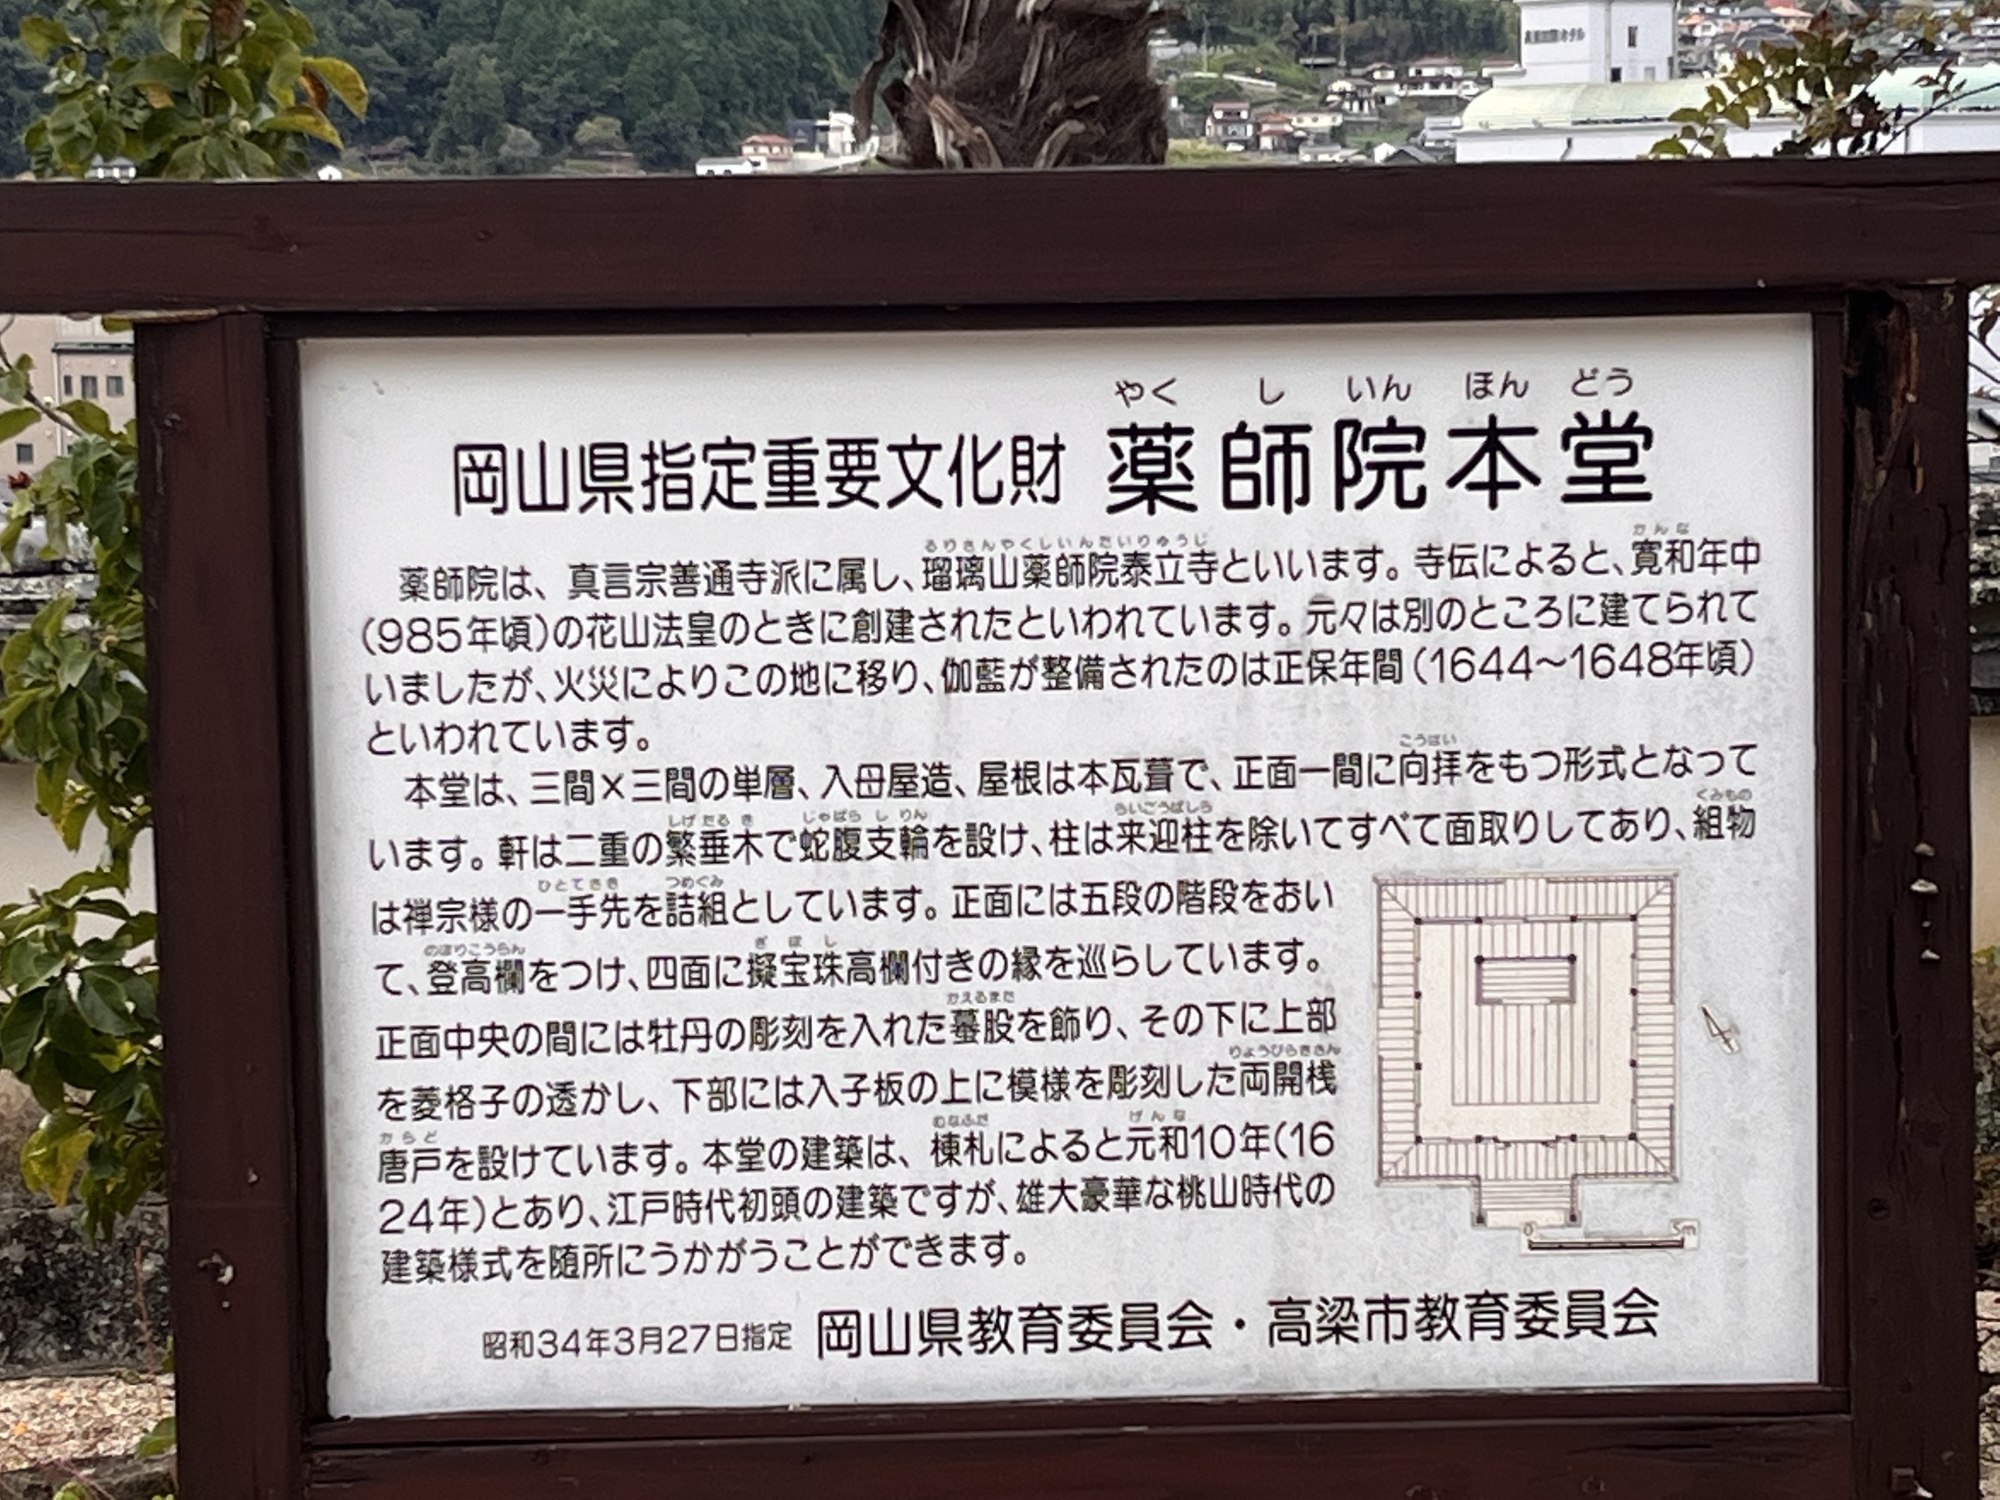 岡山県指定重要文化財 薬師院本堂
やく し いん ほん どう
薬師院は、真言宗善通寺派に属し、瑠璃山薬師院泰立寺といいます。寺伝によると、寛和年中
るりさんやくしいんたいりゅうじ かんな
(985年頃)の花山法皇のときに創建されたといわれています。元々は別のところに建てられて
いましたが、火災によりこの地に移り、伽藍が整備されたのは正保年間(1644〜1648年頃)
といわれています。
本堂は、三間×三間の単層、入母屋造、屋根は本瓦葺で、正面一間に向拝をもつ形式となって
こうはい
います。軒は二重の繁垂木で蛇腹支輪を設け、柱は来迎柱を除いてすべて面取りしてあり、組物
しげたるき じゃばらしりん らいごうばしら くみもの
は禅宗様の一手先を詰組としています。正面には五段の階段をおい
ひとてさき つめぐみ
て、登高欄をつけ、四面に擬宝珠高欄付きの縁を巡らしています。
のぼりこうらん ぎぼし
正面中央の間には牡丹の彫刻を入れた蟇股を飾り、その下に上部
かえるまた
を菱格子の透かし、下部には入子板の上に模様を彫刻した両開桟
りょうびらきさん
唐戸を設けています。本堂の建築は、棟札によると元和10年(16
からど むなふだ げんな
24年)とあり、江戸時代初頭の建築ですが、雄大豪華な桃山時代の
建築様式を随所にうかがうことができます。
0 5m
昭和34年3月27日指定 岡山県教育委員会・高梁市教育委員会